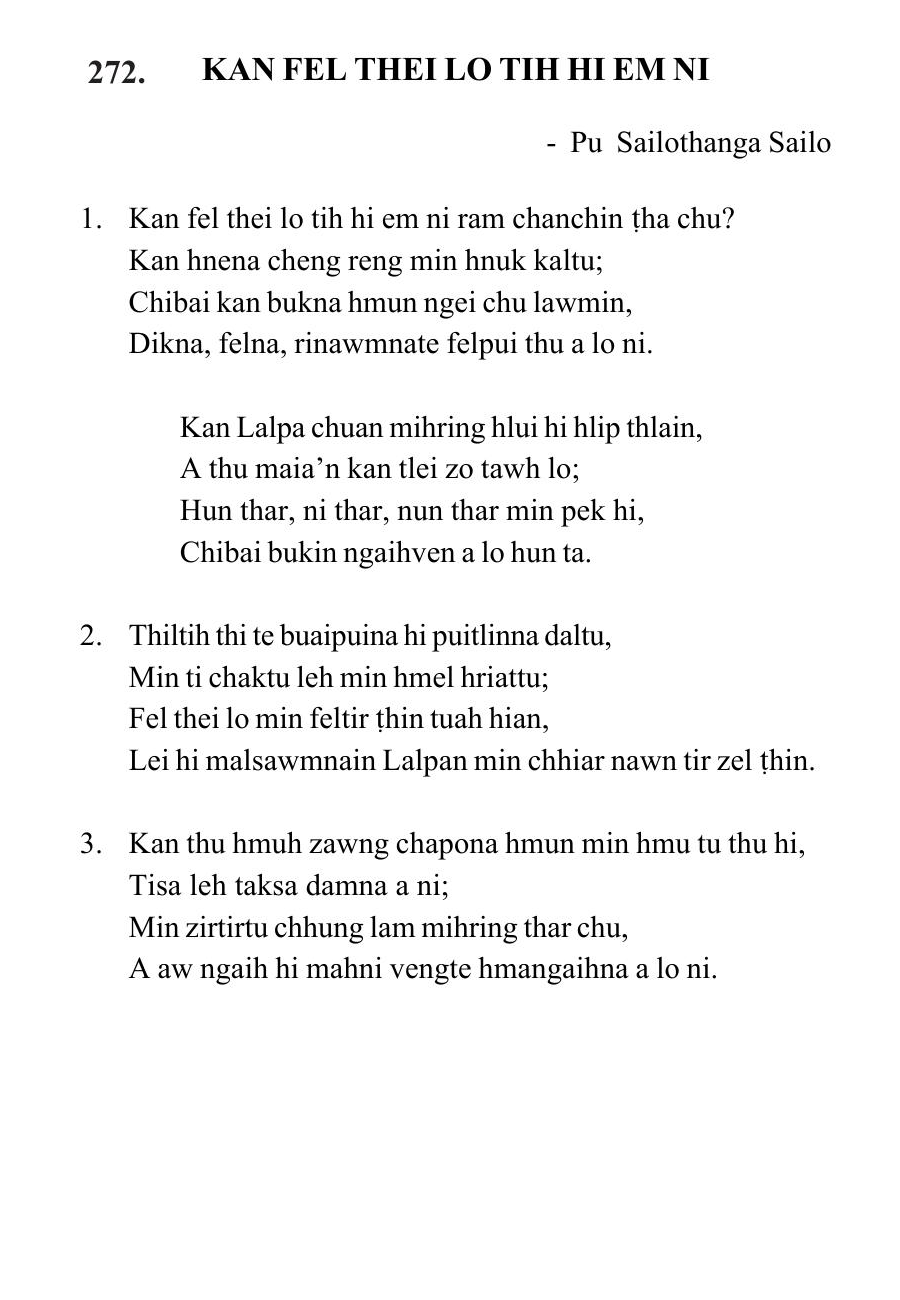 272. KAN FEL THEI LO TIH HI EM NI
- Pu Sailothanga Sailo
1. Kan fel thei lo tih hi em ni ram chanchin ṭha chu?
Kan hnena cheng reng min hnuk kaltu;
Chibai kan bukna hmun ngei chu lawmin,
Dikna, felna, rinawmnate felpui thu a lo ni.
Kan Lalpa chuan mihring hlui hi hlip thlain,
A thu maia’n kan tlei zo tawh lo;
Hun thar, ni thar, nun thar min pek hi,
Chibai bukin ngaihven a lo hun ta.
2. Thiltih thi te buaipuina hi puitlinna daltu,
Min ti chaktu leh min hmel hriattu;
Fel thei lo min feltir ṭhin tuah hian,
Lei hi malsawmnain Lalpan min chhiar nawn tir zel ṭhin.
3. Kan thu hmuh zawng chapona hmun min hmu tu thu hi,
Tisa leh taksa damna a ni;
Min zirtirtu chhung lam mihring thar chu,
A aw ngaih hi mahni vengte hmangaihna a lo ni.